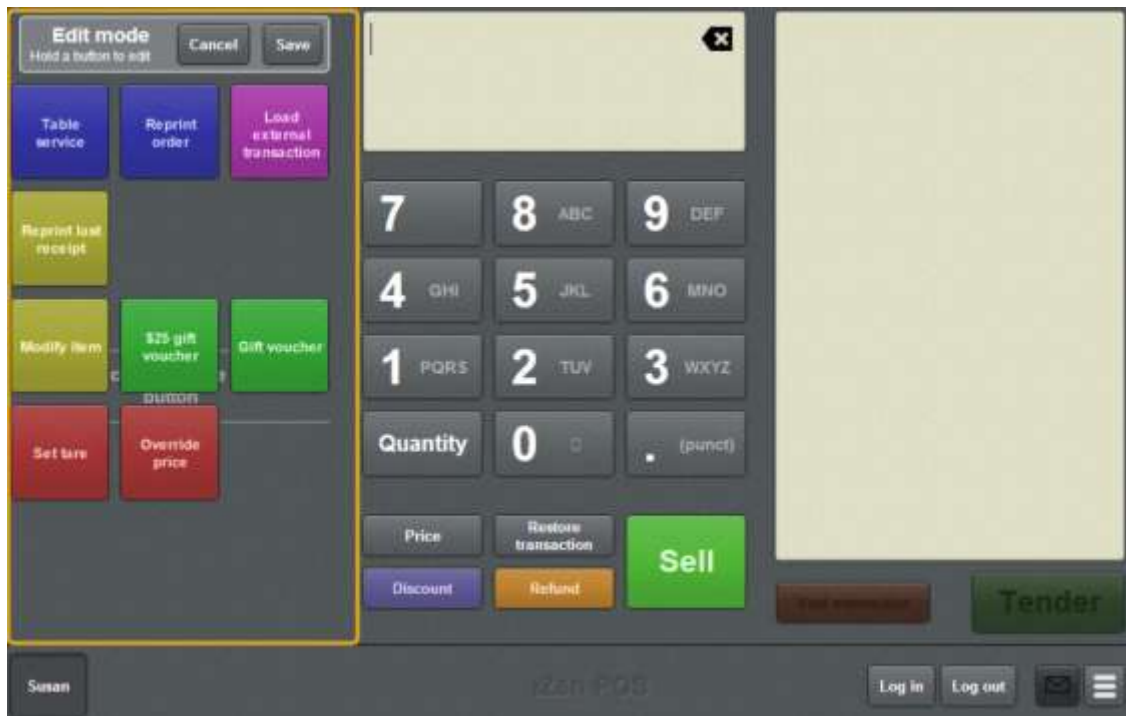 Edit mode
Hold a button to edit
Cancel
Save
Table
service
Reprint
order
Load
external
transaction
Reprint last
receipt
Modify item
$25 gift
voucher
Gift voucher
button
Set tare
Override
price
7
8 ABC
9 DEF
4 GHI
5 JKL
6 MNO
1 PQRS
2 TUV
3 WXYZ
Quantity
0
. (punct)
Price
Restore
transaction
Sell
Discount
Refund
Tender
Susan
Log in
Log out